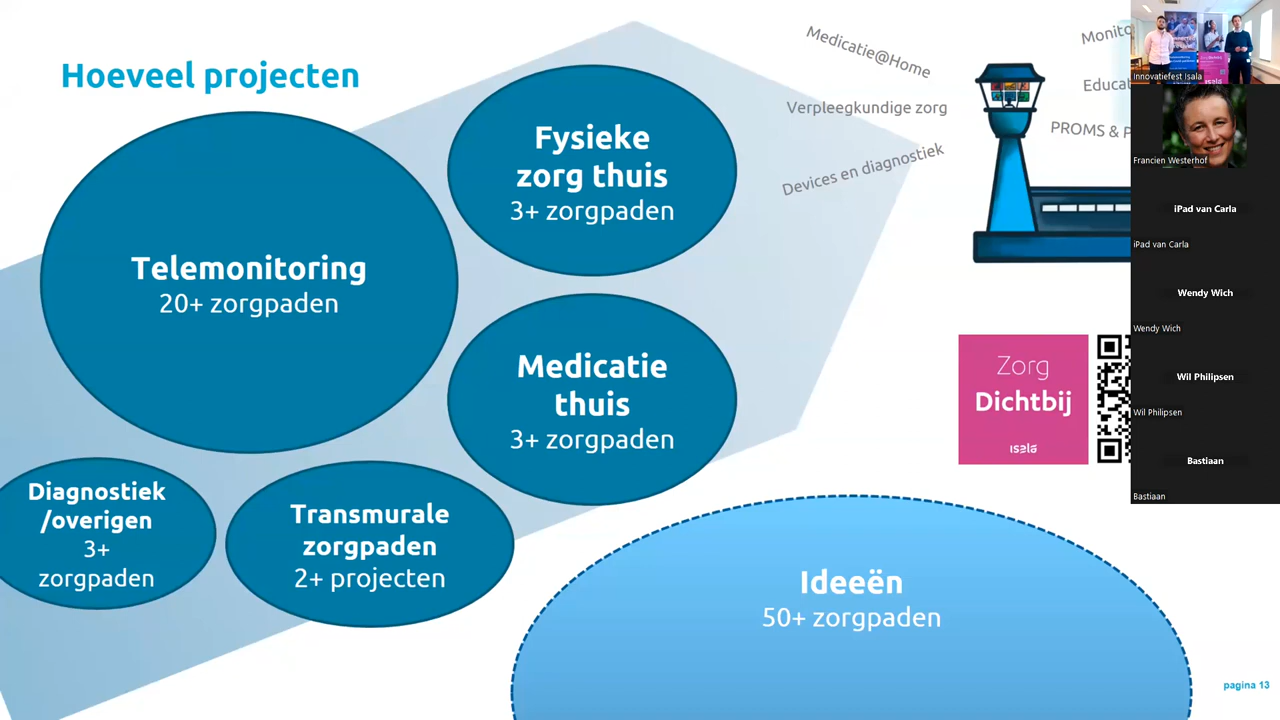 Hoeveel projecten
Telemonitoring
20+ zorgpaden
Fysieke
zorg thuis
3+ zorgpaden
Medicatie
thuis
3+ zorgpaden
Diagnostiek
/overigen
3+
zorgpaden
Transmurale
zorgpaden
2+ projecten
Ideeën
50+ zorgpaden
Medicatie@Home
Verpleegkundige zorg
Devices en diagnostiek
Monito
Educat
PROMS & P
Zorg
Dichtbij
isala
pagina 13
Innovatiefest Isala
Francien Westerhof
iPad van Carla
iPad van Carla
Wendy Wich
Wendy Wich
Wil Philipsen
Wil Philipsen
Bastiaan
Bastiaan